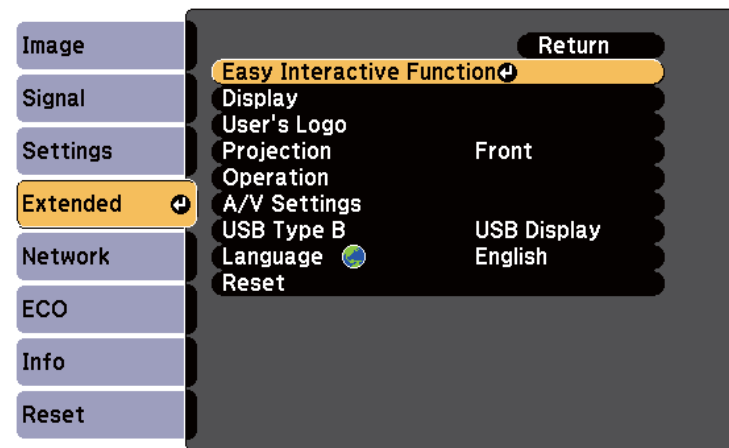 Image
Signal
Settings
Extended
Network
ECO
Info
Reset
Return
Easy Interactive Function
Display
User's Logo
Projection Front
Operation
A/V Settings
USB Type B USB Display
Language English
Reset